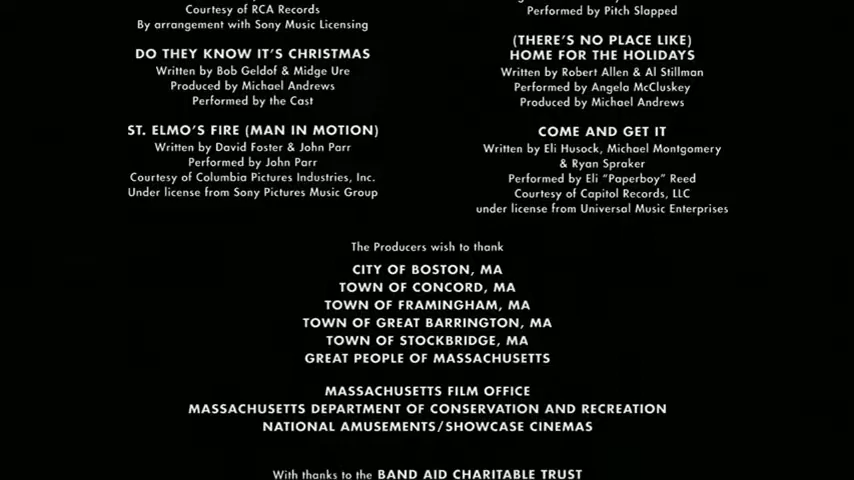 Courtesy of RCA Records
By arrangement with Sony Music Licensing
DO THEY KNOW IT'S CHRISTMAS
Written by Bob Geldof & Midge Ure
Produced by Michael Andrews
Performed by the Cast
ST. ELMO'S FIRE (MAN IN MOTION)
Written by David Foster & John Parr
Performed by John Parr
Courtesy of Columbia Pictures Industries, Inc.
Under license from Sony Pictures Music Group
Performed by Pitch Slapped
(THERE'S NO PLACE LIKE)
HOME FOR THE HOLIDAYS
Written by Robert Allen & Al Stillman
Performed by Angela McCluskey
Produced by Michael Andrews
COME AND GET IT
Written by Eli Husock, Michael Montgomery
& Ryan Spraker
Performed by Eli "Paperboy" Reed
Courtesy of Capitol Records, LLC
under license from Universal Music Enterprises
The Producers wish to thank
CITY OF BOSTON, MA
TOWN OF CONCORD, MA
TOWN OF FRAMINGHAM, MA
TOWN OF GREAT BARRINGTON, MA
TOWN OF STOCKBRIDGE, MA
GREAT PEOPLE OF MASSACHUSETTS
MASSACHUSETTS FILM OFFICE
MASSACHUSETTS DEPARTMENT OF CONSERVATION AND RECREATION
NATIONAL AMUSEMENTS/SHOWCASE CINEMAS
With thanks to the BAND AID CHARITABLE TRUST